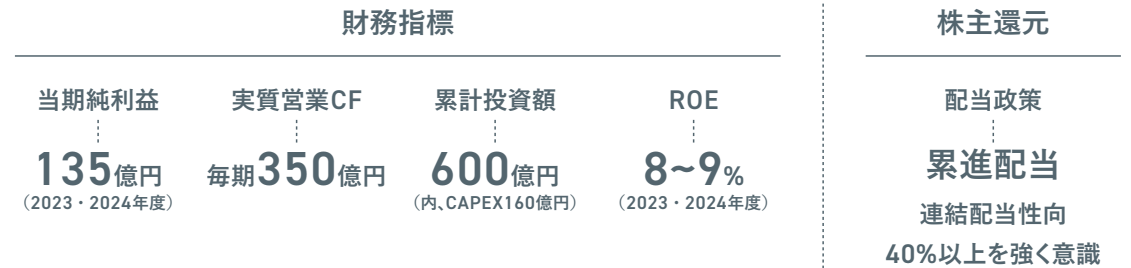 財務指標
当期純利益
135億円
（2023・2024年度）
実質営業CF
毎期350億円
累計投資額
600億円
（内、CAPEX160億円）
ROE
8~9%
（2023・2024年度）
株主還元
配当政策
累進配当
連結配当性向
40%以上を強く意識